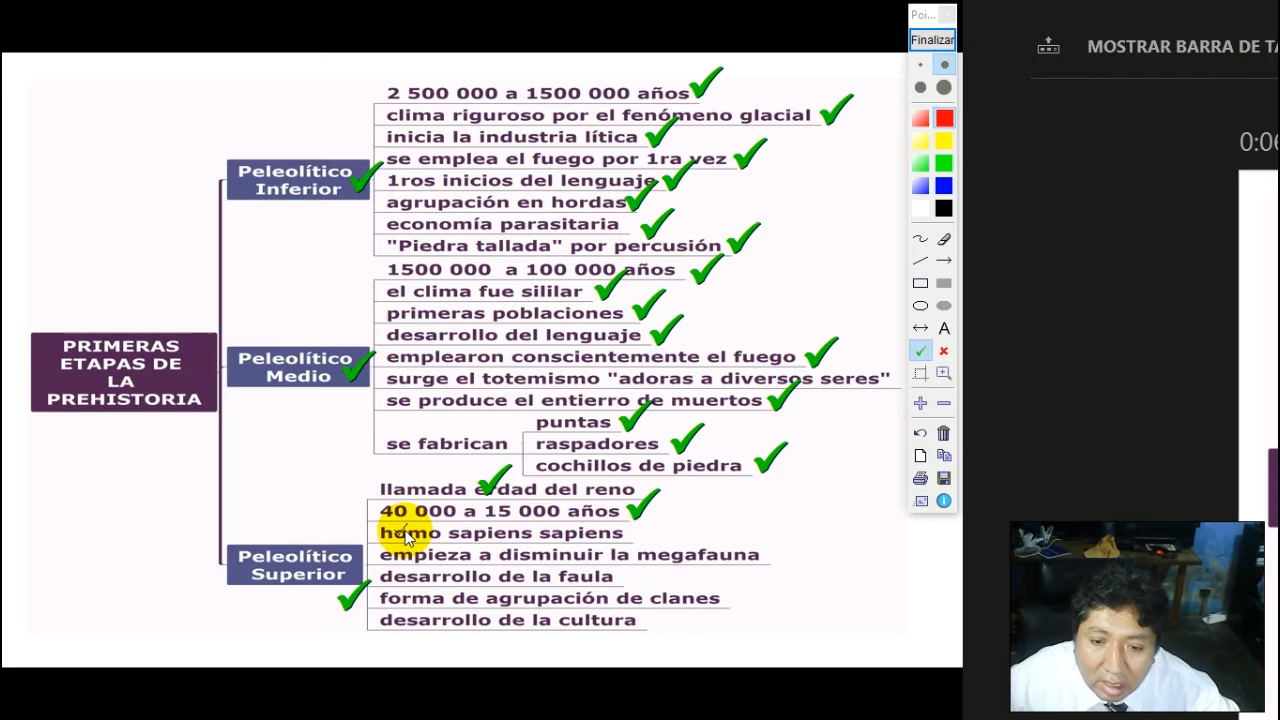 Poi...
Finalizar
MOSTRAR BARRA DE TA
0:06
A
PRIMERAS
ETAPAS DE
LA
PREHISTORIA
Peleolítico
Inferior
2 500 000 a 1500 000 años
clima riguroso por el fenómeno glacial
inicia la industria lítica
se emplea el fuego por 1ra vez
1ros inicios del lenguaje
agrupación en hordas
economía parasitaria
"Piedra tallada" por percusión
Peleolítico
Medio
1500 000 a 100 000 años
el clima fue sililar
primeras poblaciones
desarrollo del lenguaje
emplearon conscientemente el fuego
surge el totemismo "adoras a diversos seres"
se produce el entierro de muertos
se fabrican
puntas
raspadores
cochillos de piedra
Peleolítico
Superior
llamada erdad del reno
40 000 a 15 000 años
homo sapiens sapiens
empieza a disminuir la megafauna
desarrollo de la faula
forma de agrupación de clanes
desarrollo de la cultura